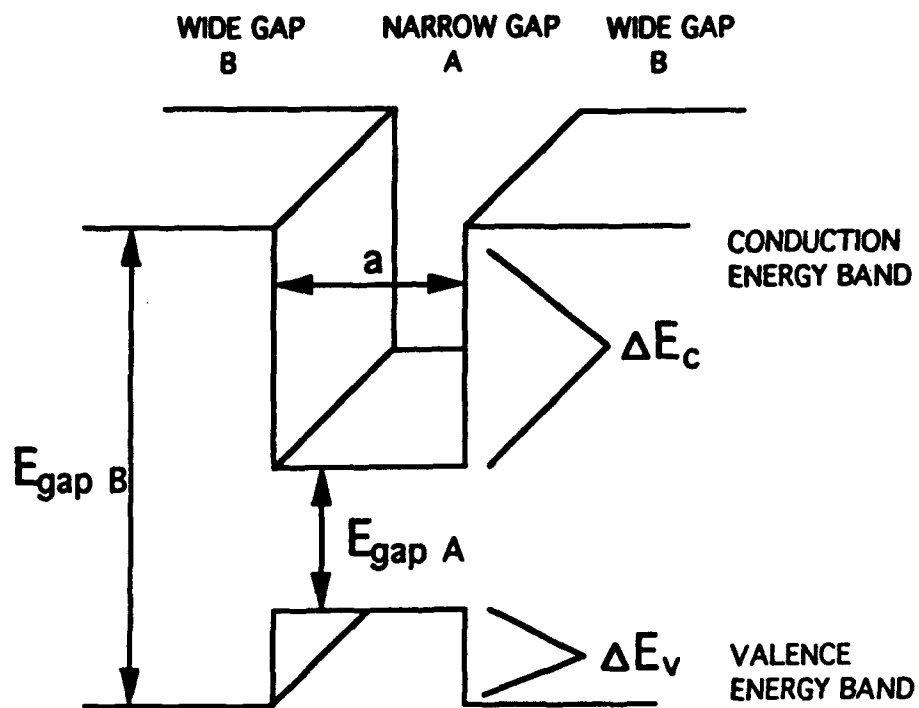 WIDE GAP
B
NARROW GAP
A
WIDE GAP
B
CONDUCTION
ENERGY BAND
a
ΔEc
Egap B
Egap A
ΔEv
VALENCE
ENERGY BAND